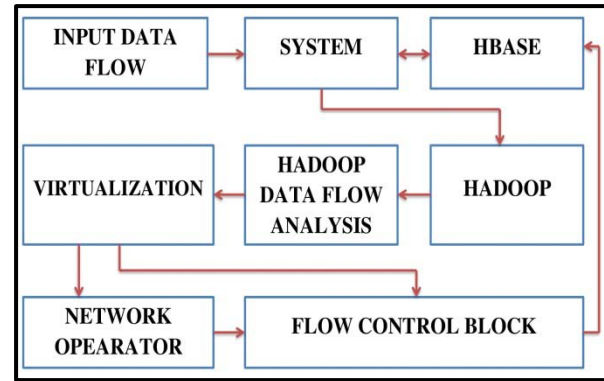 INPUT DATA
FLOW
SYSTEM
HBASE
VIRTUALIZATION
HADOOP
DATA FLOW
ANALYSIS
HADOOP
NETWORK
OPEARATOR
FLOW CONTROL BLOCK